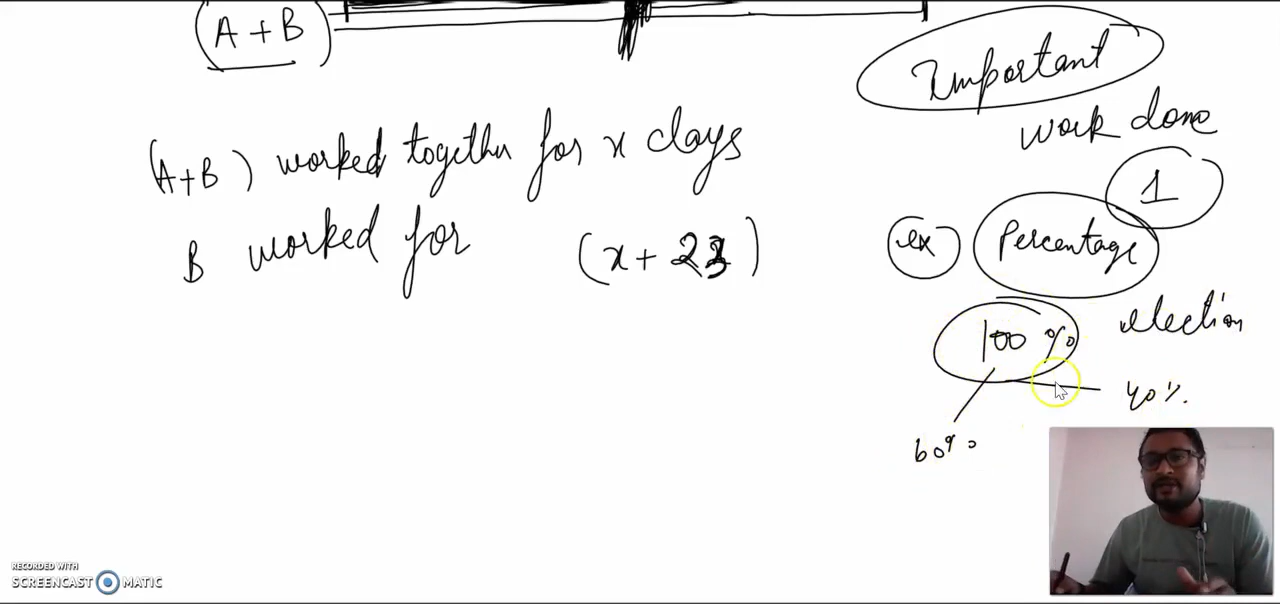 (A+B)
Important
work done
1
(A+B) worked together for x days
B worked for (x+23)
ex Percentage
100 % election
60% 40%
RECORDED WITH
SCREENCAST MATIC